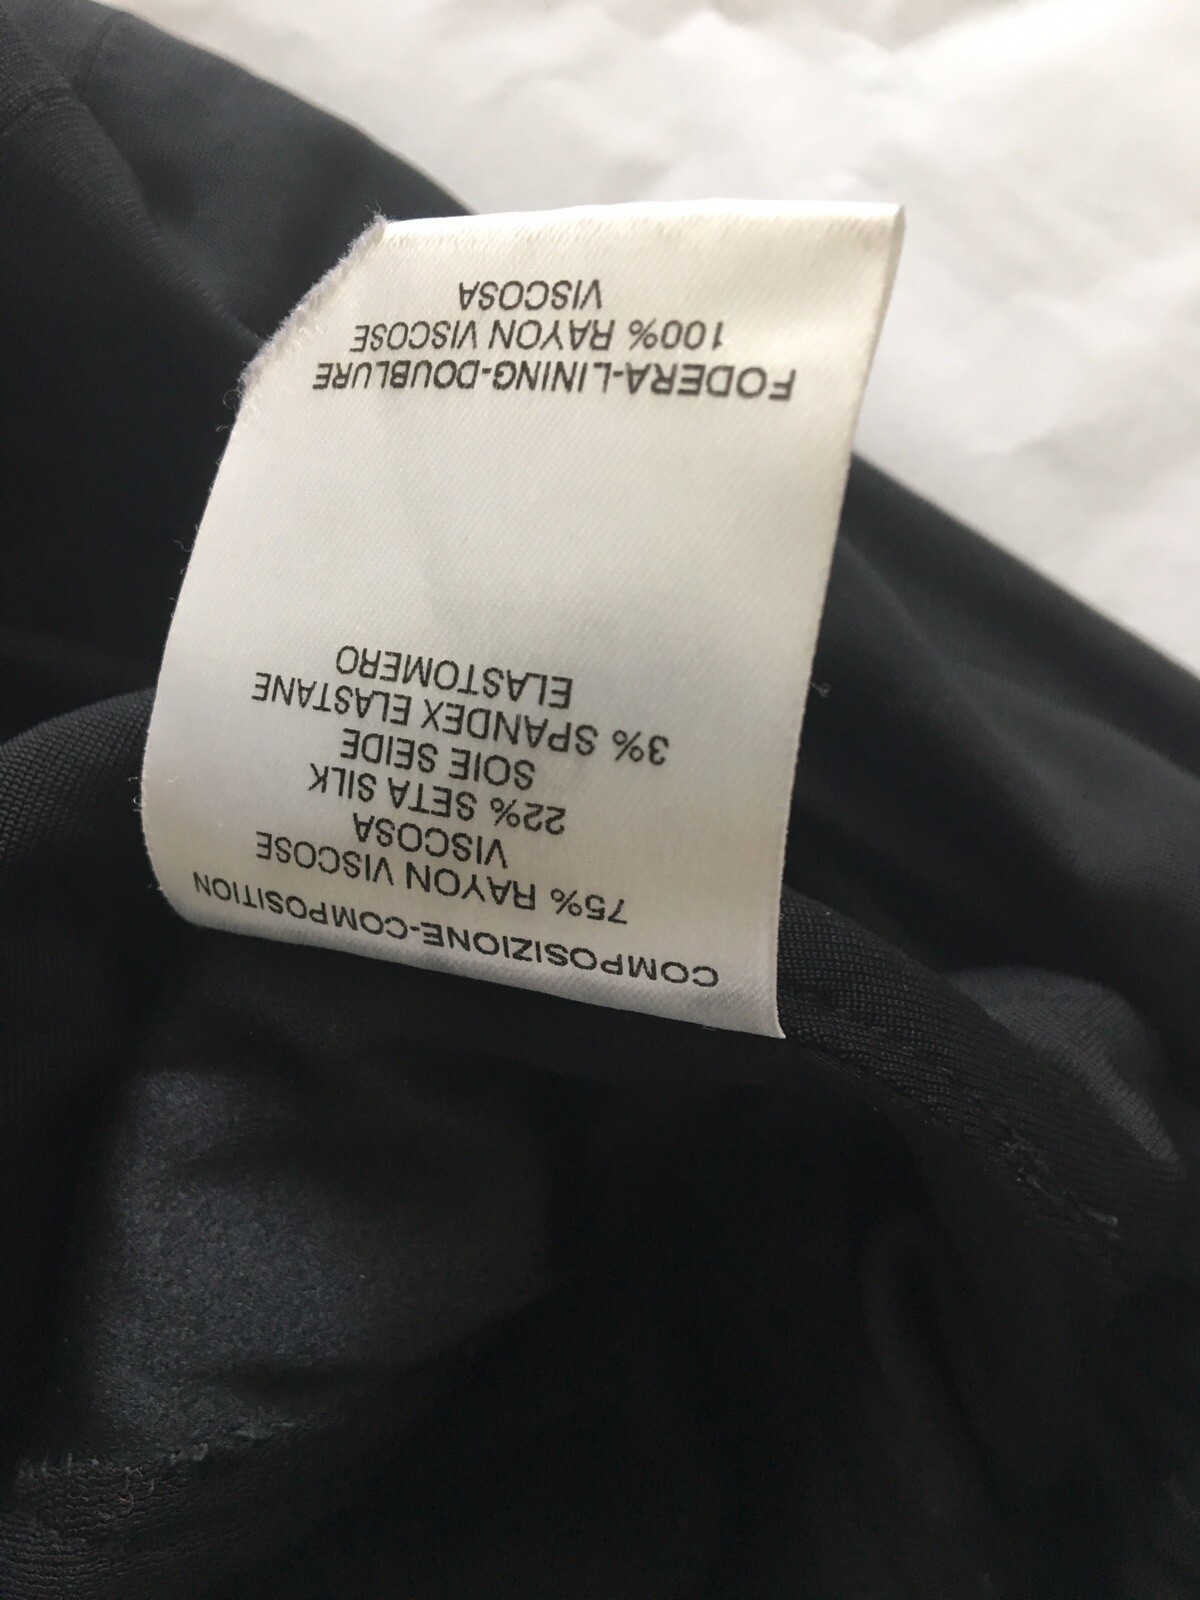 COMPOSIZIONE-COMPOSITION
75% RAYON VISCOSE
VISCOSA
22% SETA SILK
SOIE SEIDE
3% SPANDEX ELASTANE
ELASTOMERO
FODERA-LINING-DOUBLURE
100% RAYON VISCOSE
VISCOSA